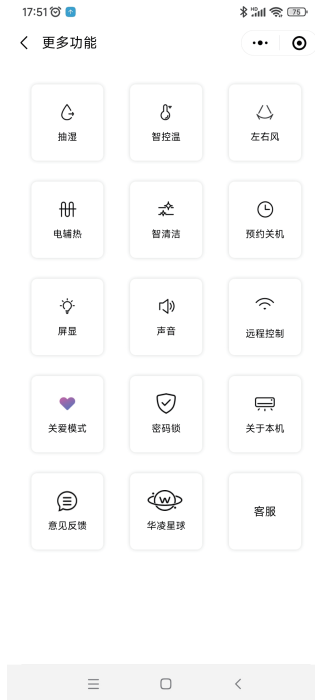 17:51
75
更多功能
抽湿
智控温
左右风
电辅热
智清洁
预约关机
屏显
声音
远程控制
关爱模式
密码锁
关于本机
意见反馈
W
华凌星球
客服